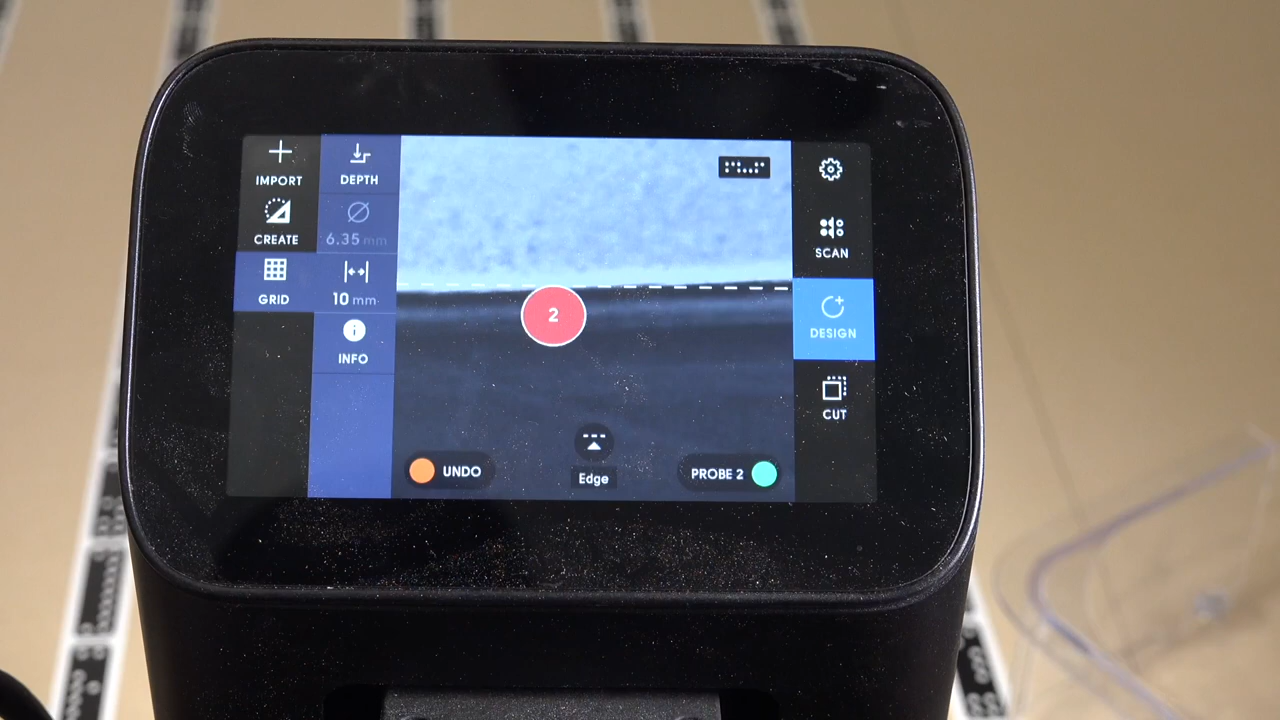 IMPORT
CREATE
GRID
DEPTH
6.35 mm
10 mm
INFO
2
UNDO
Edge
PROBE 2
SCAN
DESIGN
CUT